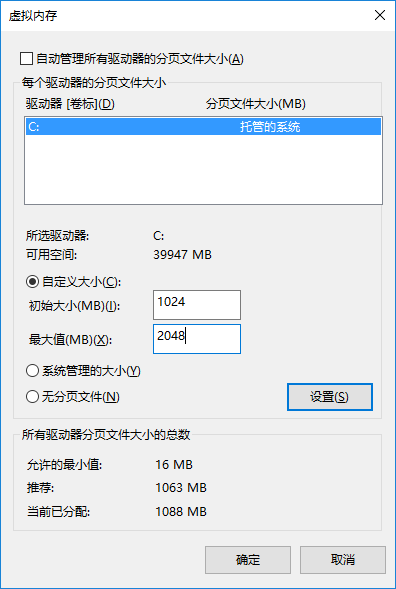 虚拟内存
自动管理所有驱动器的分页文件大小(A)
每个驱动器的分页文件大小
驱动器 [卷标](D) 分页文件大小(MB)
C: 托管的系统
所选驱动器: C:
可用空间: 39947 MB
自定义大小(C):
初始大小(MB)(I): 1024
最大值(MB)(X): 2048
系统管理的大小(Y)
无分页文件(N) 设置(S)
所有驱动器分页文件大小的总数
允许的最小值: 16 MB
推荐: 1063 MB
当前已分配: 1088 MB
确定 取消